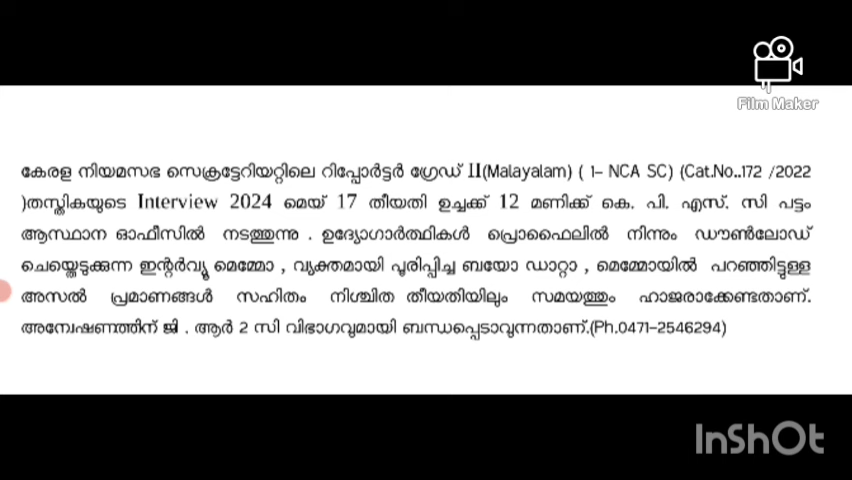 Film Maker
കേരള നിയമസഭ സെക്രട്ടേറിയറ്റിലെ റിപ്പോർട്ടർ ഗ്രേഡ് II(Malayalam) ( 1- NCA SC) (Cat.No..172 /2022
)തസ്തികയുടെ Interview 2024 മെയ് 17 തീയതി ഉച്ചക്ക് 12 മണിക്ക് കെ. പി. എസ്. സി പട്ടം
ആസ്ഥാന ഓഫീസിൽ നടത്തുന്നു . ഉദ്യോഗാർത്ഥികൾ പ്രൊഫൈലിൽ നിന്നും ഡൗൺലോഡ്
ചെയ്തെടുക്കുന്ന ഇന്റർവ്യൂ മെമ്മോ , വ്യക്തമായി പൂരിപ്പിച്ച ബയോ ഡാറ്റാ , മെമ്മോയിൽ പറഞ്ഞിട്ടുള്ള
അസൽ പ്രമാണങ്ങൾ സഹിതം നിശ്ചിത തീയതിയിലും സമയത്തും ഹാജരാക്കേണ്ടതാണ്.
അന്വേഷണത്തിന് ജി . ആർ 2 സി വിഭാഗവുമായി ബന്ധപ്പെടാവുന്നതാണ്.(Ph.0471-2546294)
InShOt